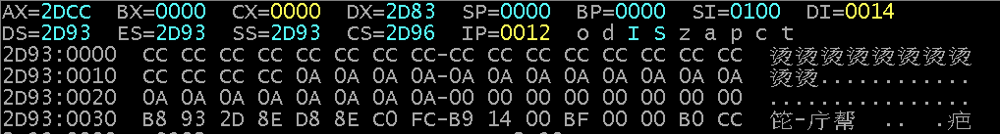 AX=2DCC BX=0000 CX=0000 DX=2D83 SP=0000 BP=0000 SI=0100 DI=0014
DS=2D93 ES=2D93 SS=2D93 CS=2D96 IP=0012 o d I S z a p c t
2D93:0000 CC CC CC CC CC CC CC CC-CC CC CC CC CC CC CC CC 烫烫烫烫烫烫烫烫
2D93:0010 CC CC CC CC 0A 0A 0A 0A-0A 0A 0A 0A 0A 0A 0A 0A 烫烫............
2D93:0020 0A 0A 0A 0A 0A 0A 0A 0A-00 00 00 00 00 00 00 00 ................
2D93:0030 B8 93 2D 8E D8 8E C0 FC-B9 14 00 BF 00 00 B0 CC 笓-庁幚 .. . .疤